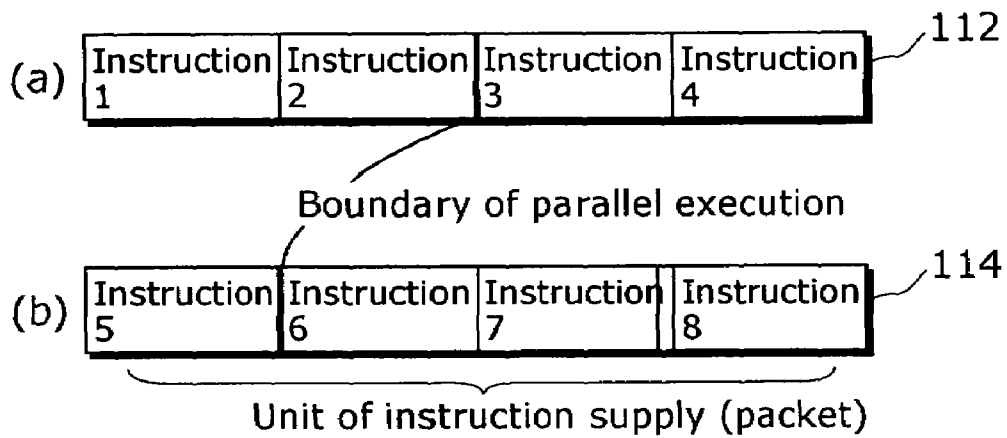 112
(a) Instruction 1 Instruction 2 Instruction 3 Instruction 4
Boundary of parallel execution
114
(b) Instruction 5 Instruction 6 Instruction 7 Instruction 8
Unit of instruction supply (packet)